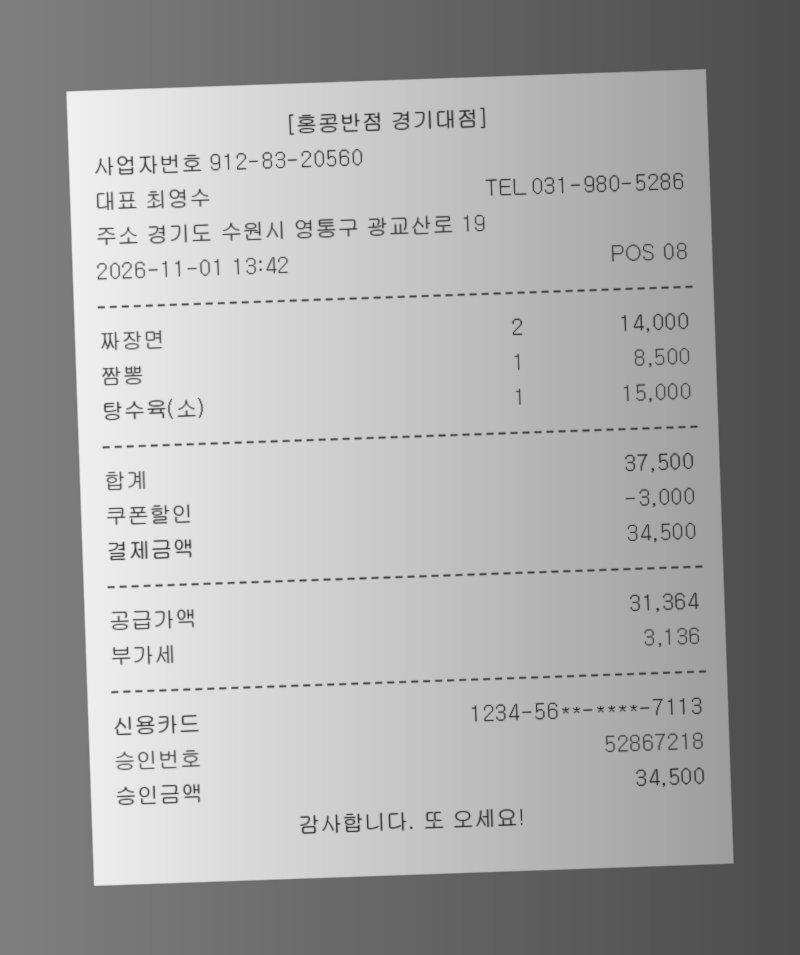 [홍콩반점 경기대점]
사업자번호 912-83-20560
대표 최영수 TEL 031-980-5286
주소 경기도 수원시 영통구 광교산로 19
2026-11-01 13:42 POS 08
짜장면 2 14,000
짬뽕 1 8,500
탕수육(소) 1 15,000
합계 37,500
쿠폰할인 -3,000
결제금액 34,500
공급가액 31,364
부가세 3,136
신용카드 1234-56**-****-7113
승인번호 52867218
승인금액 34,500
감사합니다. 또 오세요!